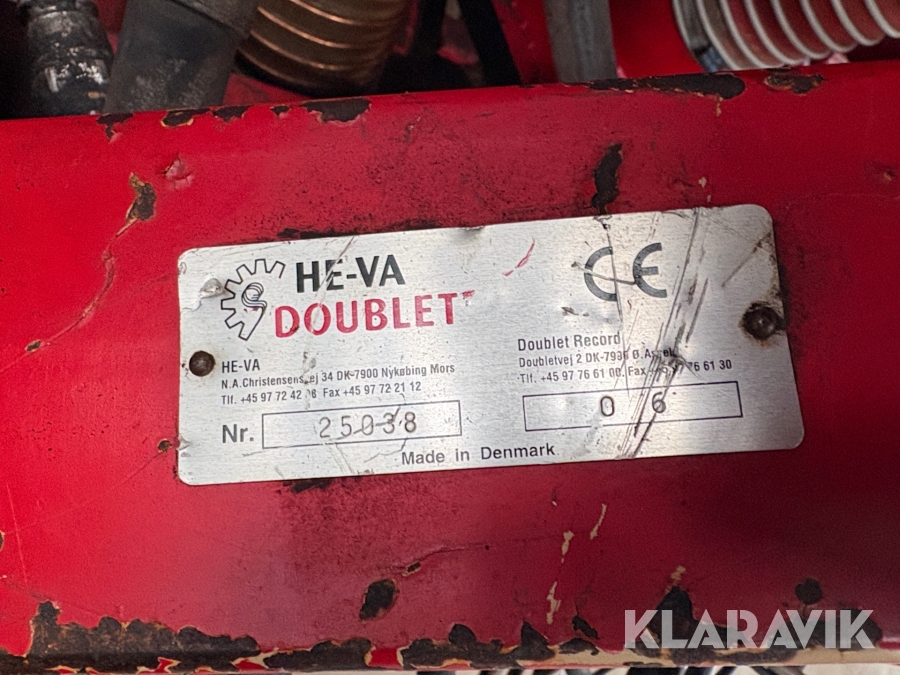 HE-VA
DOUBLET
CE
HE-VA
34 DK-7900 Nykøbing Mors
Tlf. +45 97 72 42 Fax +45 97 72 21 12
Doublet Record
Doubletvej 2 DK-79
Tlf. +45 97 76 61 00. Fax 76 61 30
Nr. 25038
0 6
Made in Denmark
KLARAVIK